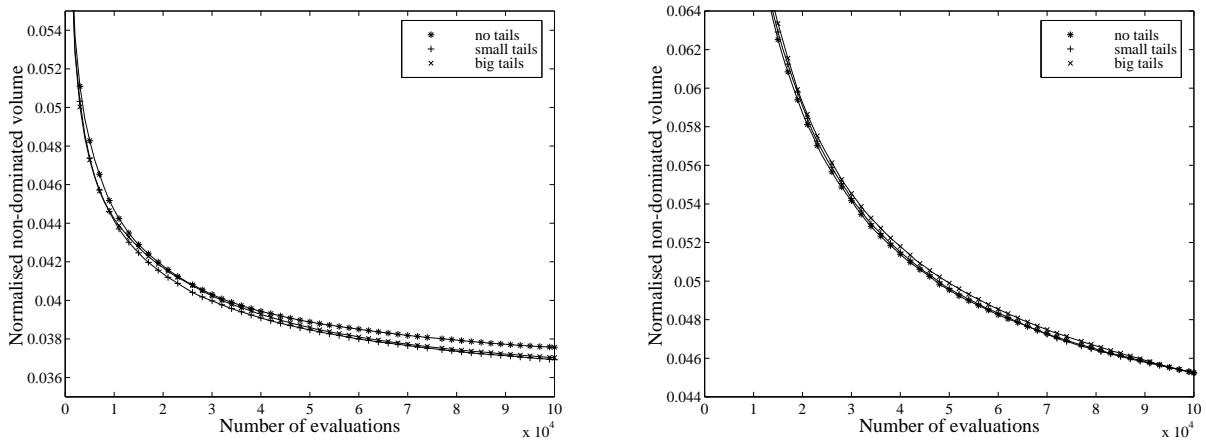 0.054
0.052
0.05
0.048
0.046
0.044
0.042
0.04
0.038
0.036
Normalised non-dominated volume
no tails
small tails
big tails
0 1 2 3 4 5 6 7 8 9 10
Number of evaluations
x 10^4
0.064
0.062
0.06
0.058
0.056
0.054
0.052
0.05
0.048
0.046
0.044
Normalised non-dominated volume
no tails
small tails
big tails
0 1 2 3 4 5 6 7 8 9 10
Number of evaluations
x 10^4